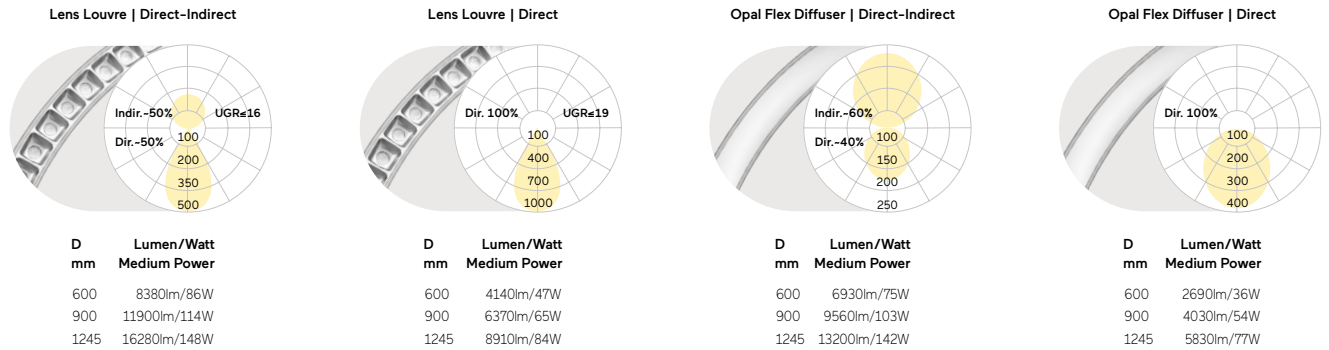 Lens Louvre | Direct-Indirect
Indir.~50%
UGR≤16
Dir.~50%
100
200
350
500
D Lumen/Watt
mm Medium Power
600 8380lm/86W
900 11900lm/114W
1245 16280lm/148W
Lens Louvre | Direct
Dir. 100%
UGR≤19
100
400
700
1000
D Lumen/Watt
mm Medium Power
600 4140lm/47W
900 6370lm/65W
1245 8910lm/84W
Opal Flex Diffuser | Direct-Indirect
Indir.~60%
Dir.~40%
100
150
200
250
D Lumen/Watt
mm Medium Power
600 6930lm/75W
900 9560lm/103W
1245 13200lm/142W
Opal Flex Diffuser | Direct
Dir. 100%
100
200
300
400
D Lumen/Watt
mm Medium Power
600 2690lm/36W
900 4030lm/54W
1245 5830lm/77W